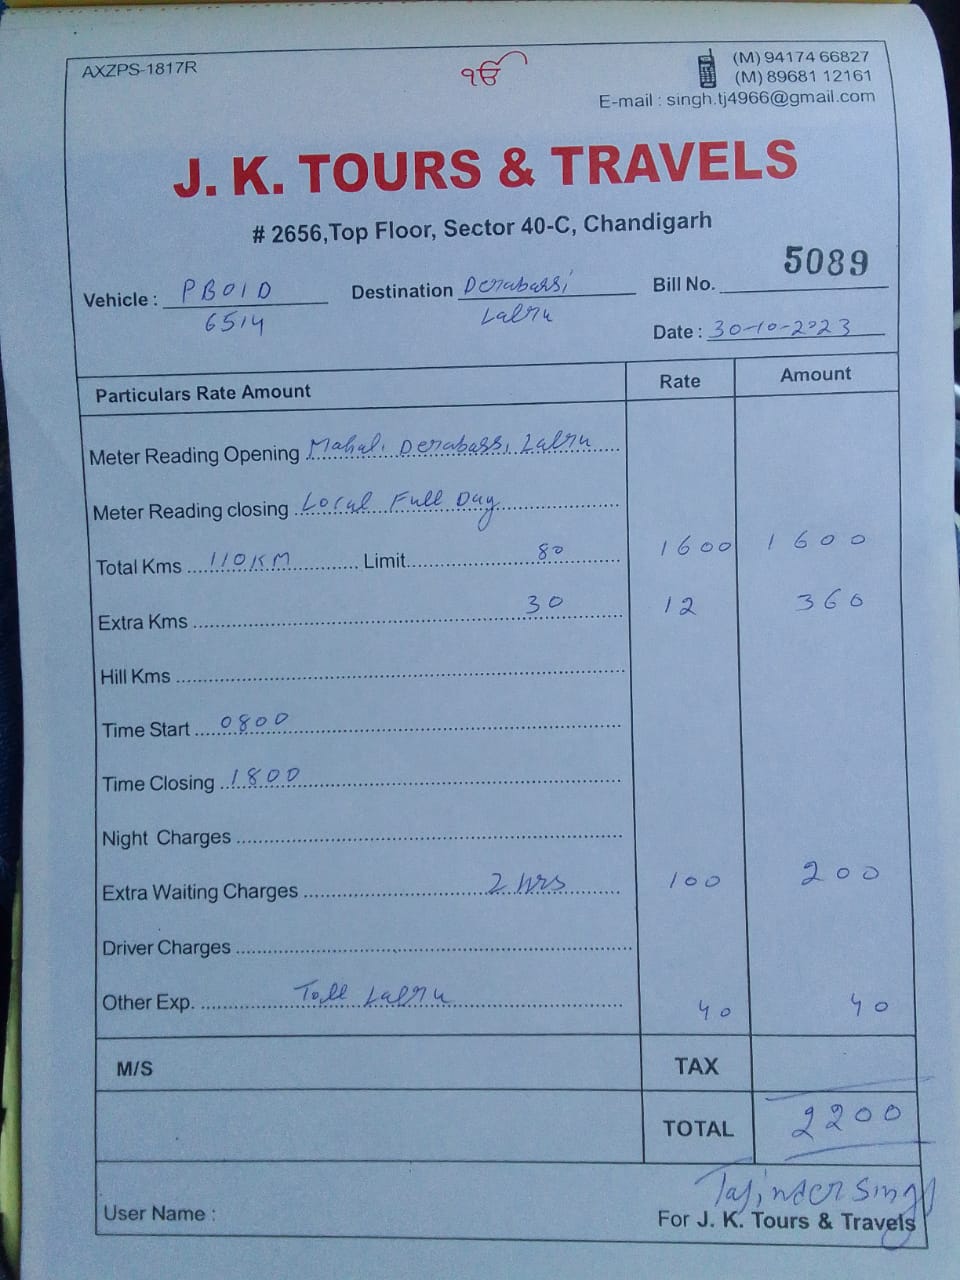 AXZPS-1817R
ੴ
(M) 94174 66827
(M) 89681 12161
E-mail : singh.tj4966@gmail.com
J. K. TOURS & TRAVELS
# 2656,Top Floor, Sector 40-C, Chandigarh
Vehicle : PB01D 6514
Destination Derabassi Lalru
Bill No. 5089
Date : 30-10-2023
Particulars Rate Amount Rate Amount
Meter Reading Opening Mahal. Derabassi, Lalru
Meter Reading closing Local Full Day
Total Kms 110KM Limit 80 1600 1600
Extra Kms 30 12 360
Hill Kms
Time Start 0800
Time Closing 1800
Night Charges
Extra Waiting Charges 2 hrs 100 200
Driver Charges
Other Exp. Toll Lalru 40 40
M/S TAX
TOTAL 2200
Tajinder Singh
User Name :
For J. K. Tours & Travels